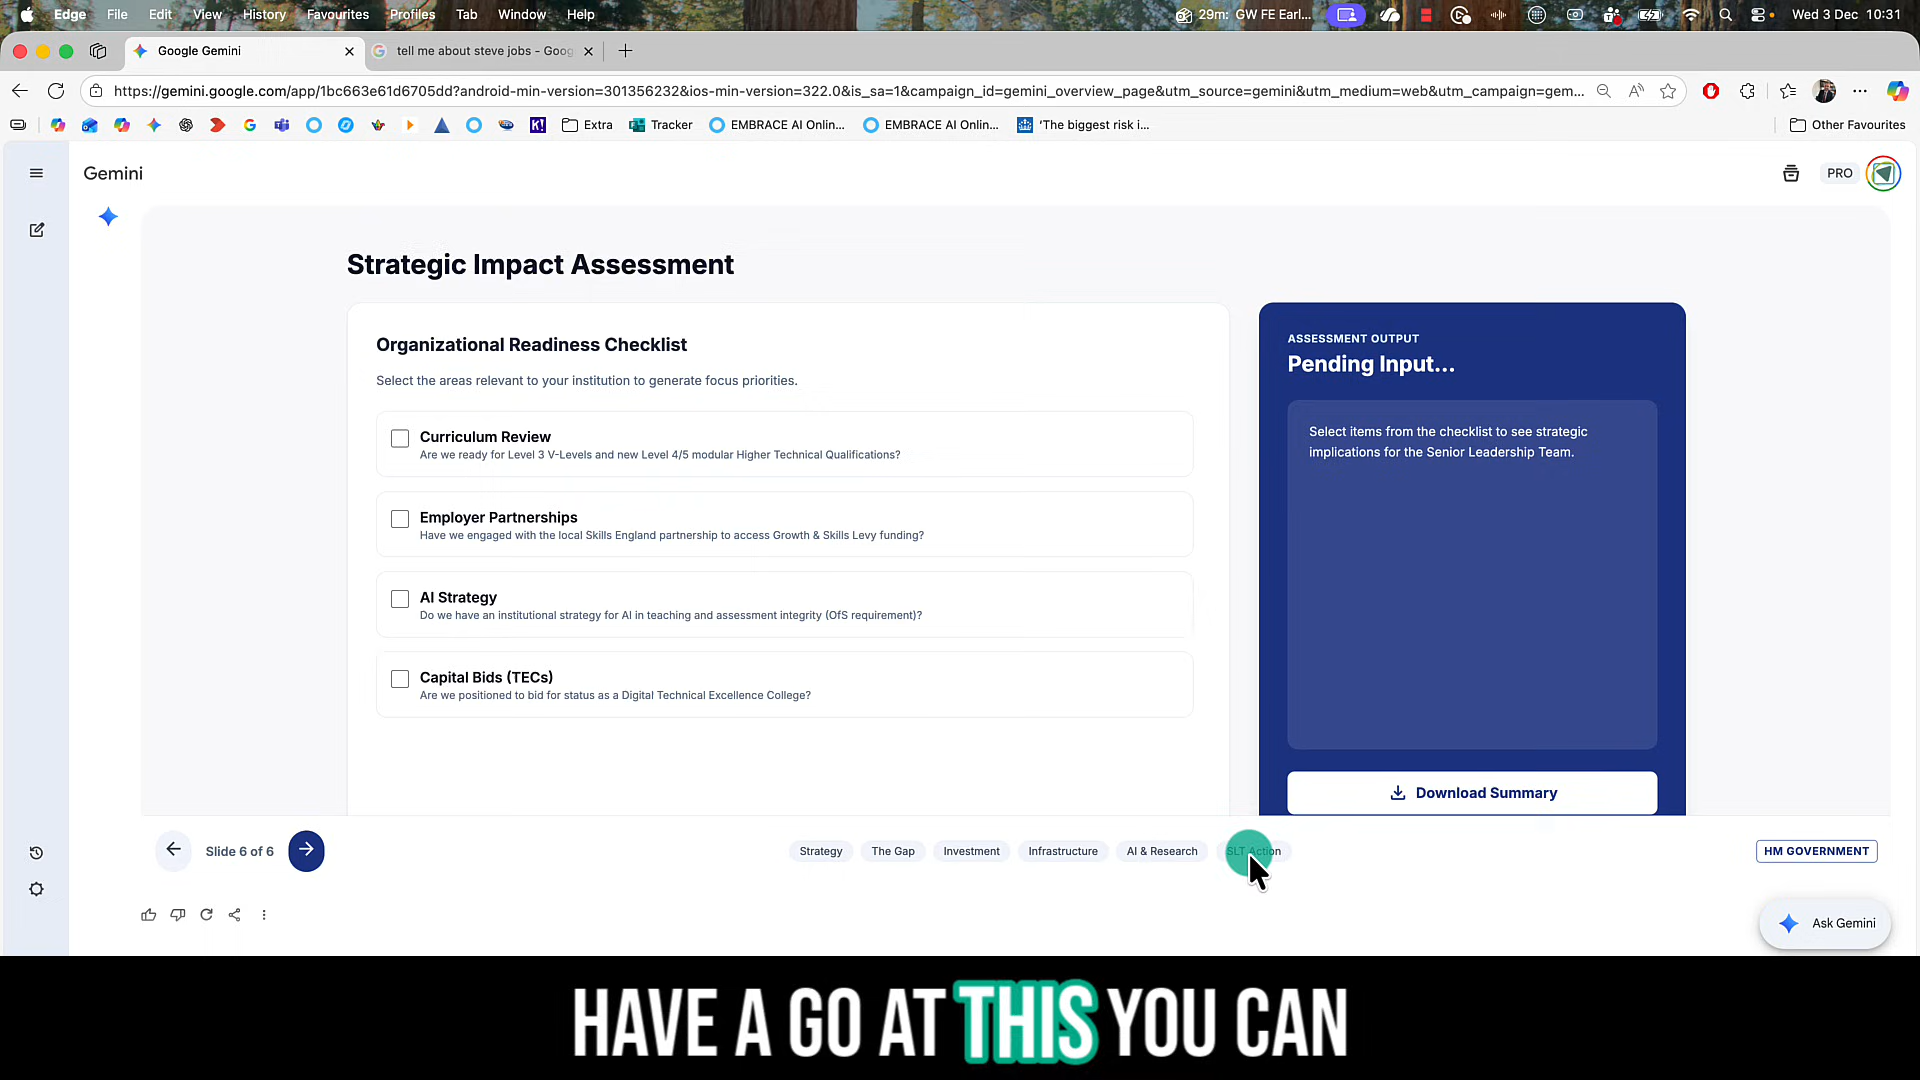 Edge File Edit View History Favourites Profiles Tab Window Help 29m: GW FE Earl... Wed 3 Dec 10:31
Google Gemini
tell me about steve jobs - Goog
https://gemini.google.com/app/1bc663e61d6705dd?android-min-version=301356232&ios-min-version=322.0&is_sa=1&campaign_id=gemini_overview_page&utm_source=gemini&utm_medium=web&utm_campaign=gem...
K! Extra Tracker EMBRACE AI Onlin... EMBRACE AI Onlin... ‘The biggest risk i... Other Favourites
Gemini
PRO
Strategic Impact Assessment
Organizational Readiness Checklist
Select the areas relevant to your institution to generate focus priorities.
Curriculum Review
Are we ready for Level 3 V-Levels and new Level 4/5 modular Higher Technical Qualifications?
Employer Partnerships
Have we engaged with the local Skills England partnership to access Growth & Skills Levy funding?
AI Strategy
Do we have an institutional strategy for AI in teaching and assessment integrity (OfS requirement)?
Capital Bids (TECs)
Are we positioned to bid for status as a Digital Technical Excellence College?
ASSESSMENT OUTPUT
Pending Input...
Select items from the checklist to see strategic
implications for the Senior Leadership Team.
Download Summary
Slide 6 of 6
Strategy The Gap Investment Infrastructure AI & Research SLT Action
HM GOVERNMENT
Ask Gemini
HAVE A GO AT THIS YOU CAN